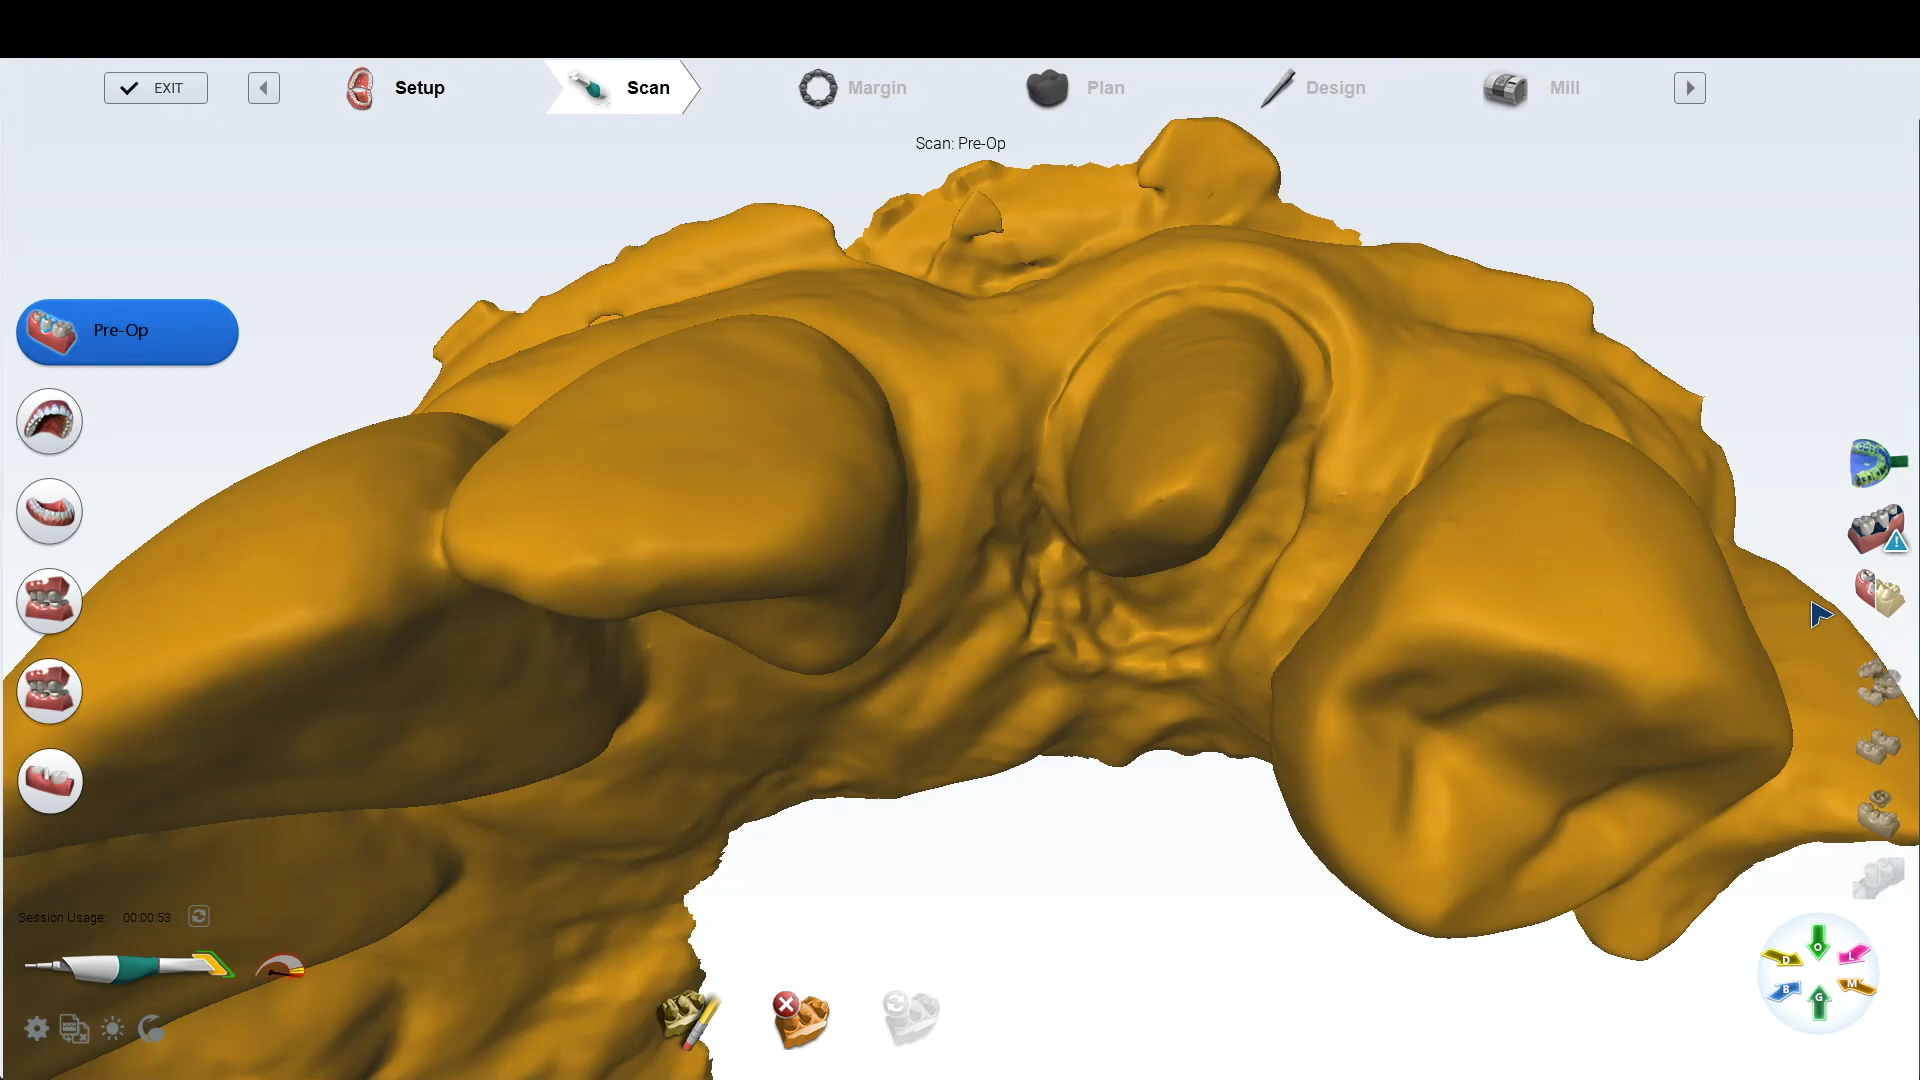 EXIT
Setup
Scan
Margin
Plan
Design
Mill
Scan: Pre-Op
Pre-Op
Session Usage: 00:00:53
O
D
L
B
M
G